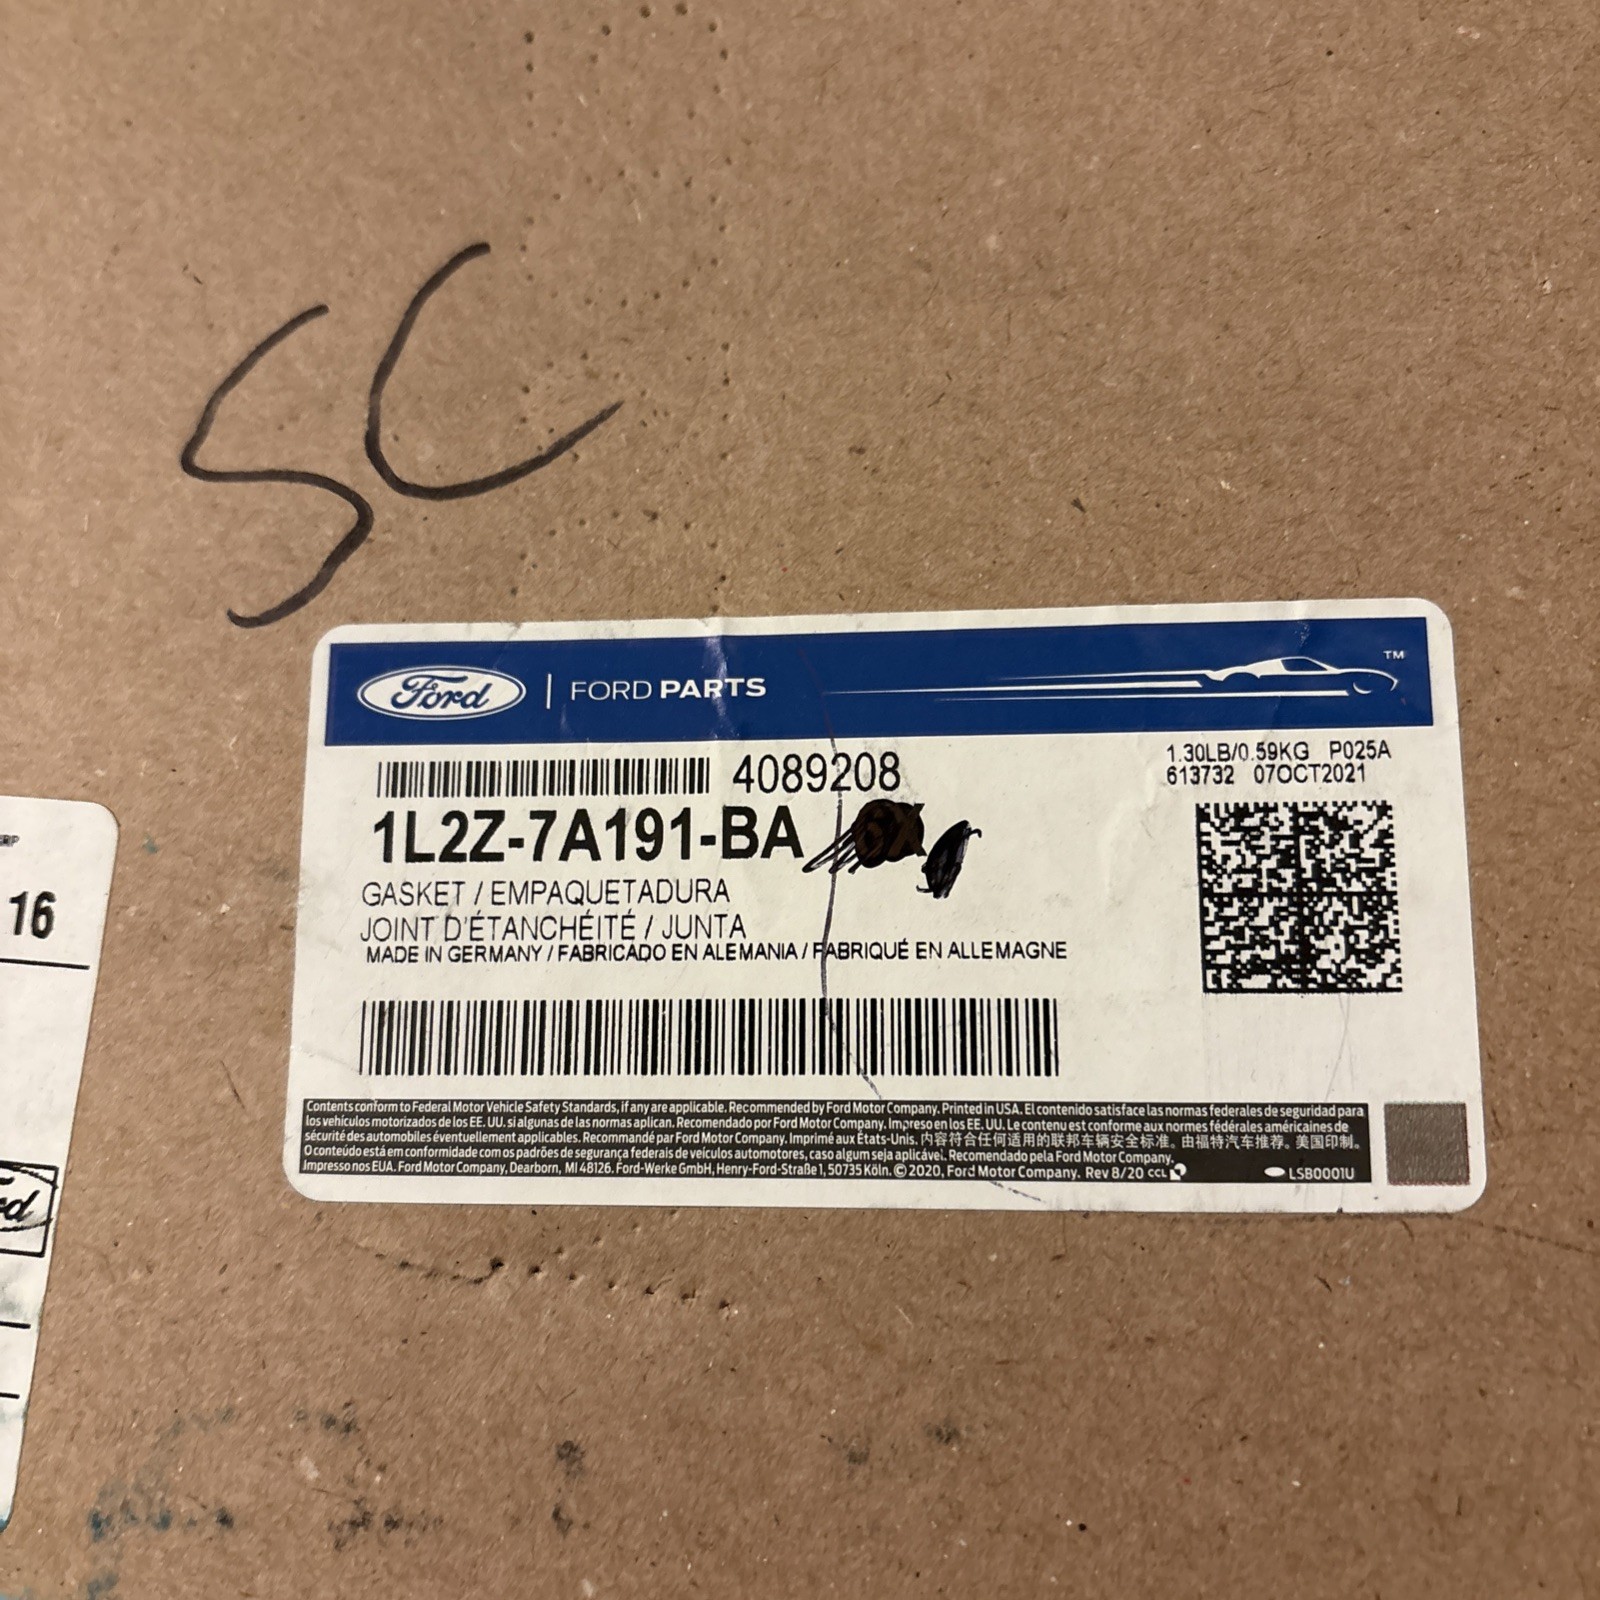 SC
Ford | FORD PARTS ™
4089208
1.30LB/0.59KG P025A
613732 07OCT2021
1L2Z-7A191-BA
GASKET / EMPAQUETADURA
JOINT D'ÉTANCHÉITÉ / JUNTA
MADE IN GERMANY / FABRICADO EN ALEMANIA / FABRIQUÉ EN ALLEMAGNE
16
Contents conform to Federal Motor Vehicle Safety Standards, if any are applicable. Recommended by Ford Motor Company. Printed in USA. El contenido satisface las normas federales de seguridad para
los vehículos motorizados de los EE. UU. si algunas de las normas aplican. Recomendado por Ford Motor Company. Impreso en los EE. UU. Le contenu est conforme aux normes fédérales américaines de
sécurité des automobiles éventuellement applicables. Recommandé par Ford Motor Company. Imprimé aux États-Unis. 内容符合任何适用的联邦车辆安全标准。由福特汽车推荐。美国印制。
O conteúdo está em conformidade com os padrões de segurança federais de veículos automotores, caso algum seja aplicável. Recomendado pela Ford Motor Company.
Impresso nos EUA. Ford Motor Company, Dearborn, MI 48126. Ford-Werke GmbH, Henry-Ford-Straße 1, 50735 Köln. © 2020, Ford Motor Company. Rev 8/20 CCL
LSB0001U